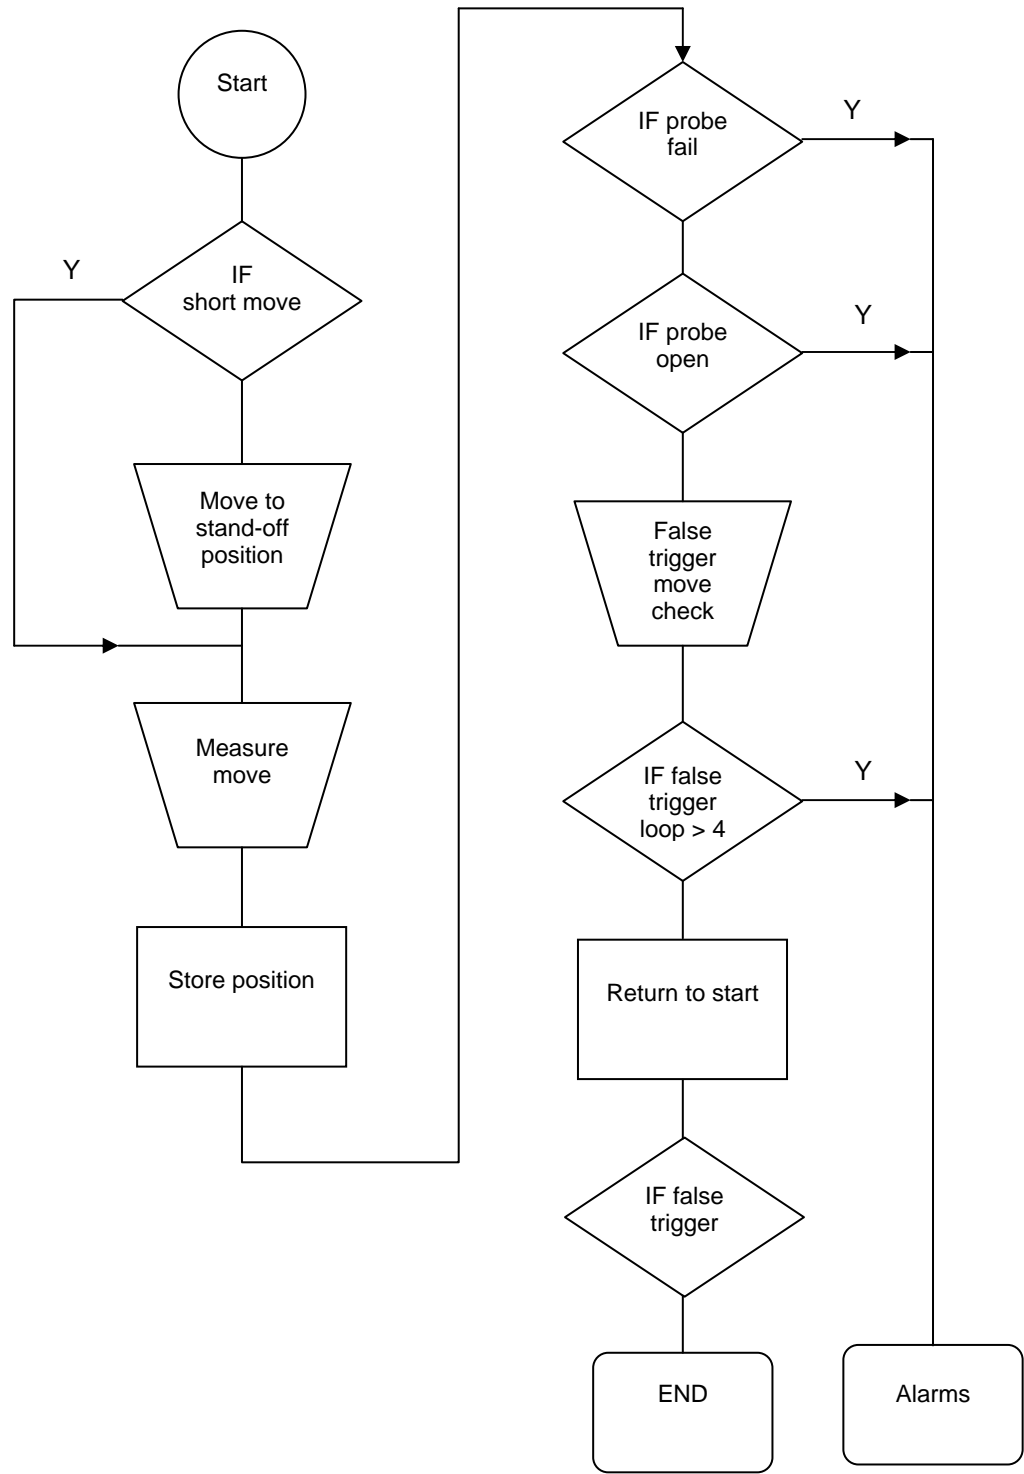 Start
Y
IF
short move
Move to
stand-off
position
Measure
move
Store position
IF probe
fail
Y
IF probe
open
Y
False
trigger
move
check
IF false
trigger
loop > 4
Y
Return to start
IF false
trigger
END
Alarms